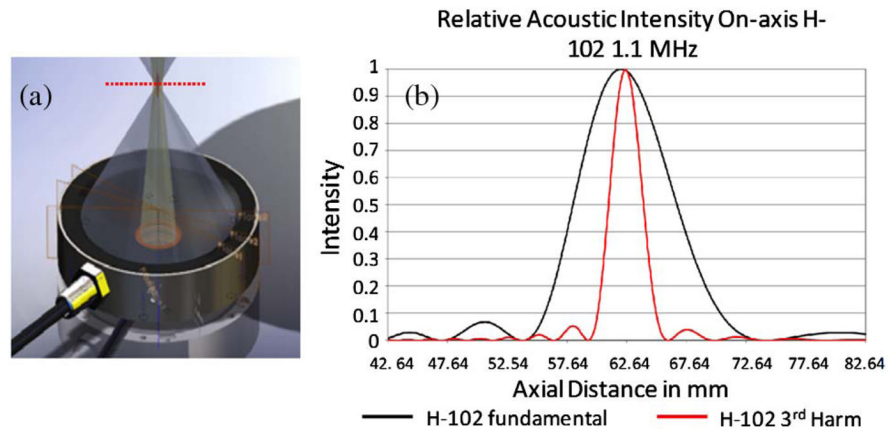 Relative Acoustic Intensity On-axis H-
102 1.1 MHz
(a)
(b)
1
0.9
0.8
0.7
0.6
0.5
0.4
0.3
0.2
0.1
0
Intensity
42. 64 47.64 52.54 57.64 62.64 67.64 72.64 77.64 82.64
Axial Distance in mm
H-102 fundamental
H-102 3rd Harm